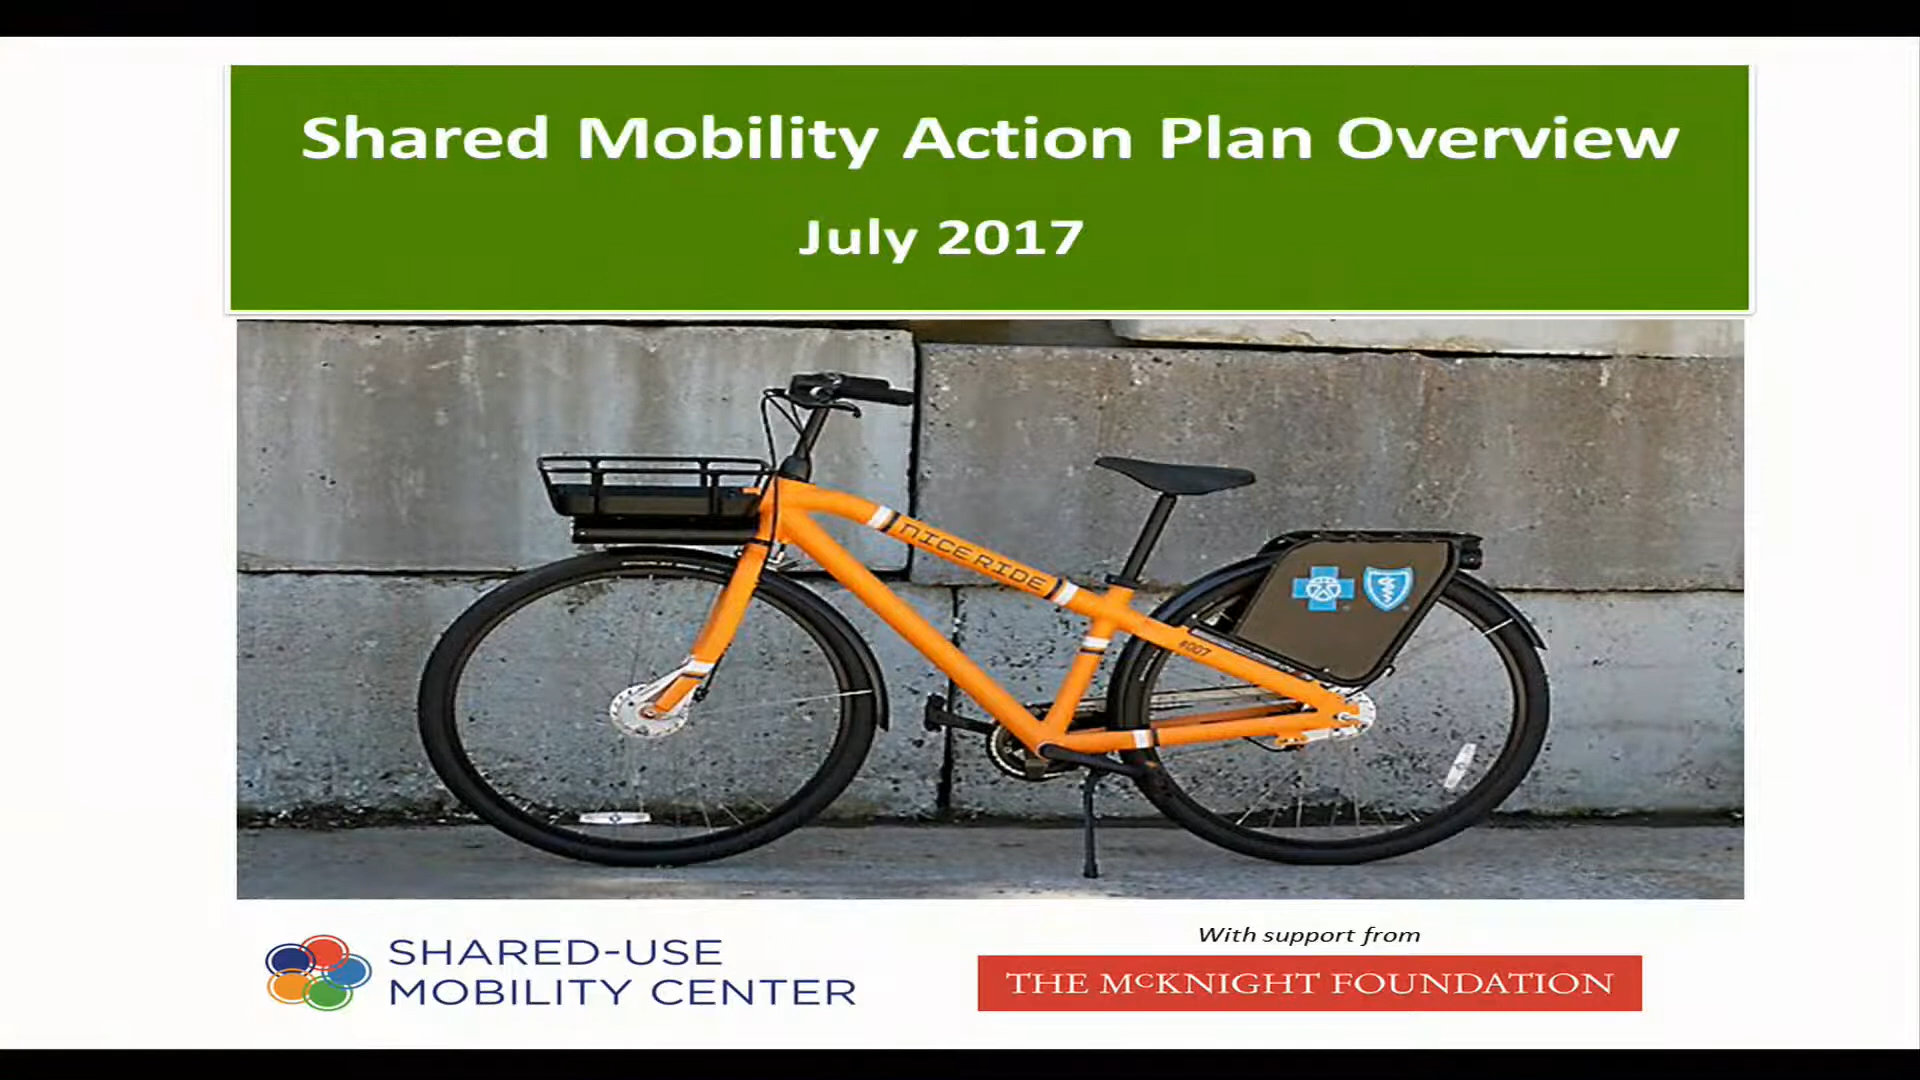 Shared Mobility Action Plan Overview
July 2017
NICE RIDE
#007
With support from
SHARED-USE
MOBILITY CENTER
THE McKNIGHT FOUNDATION